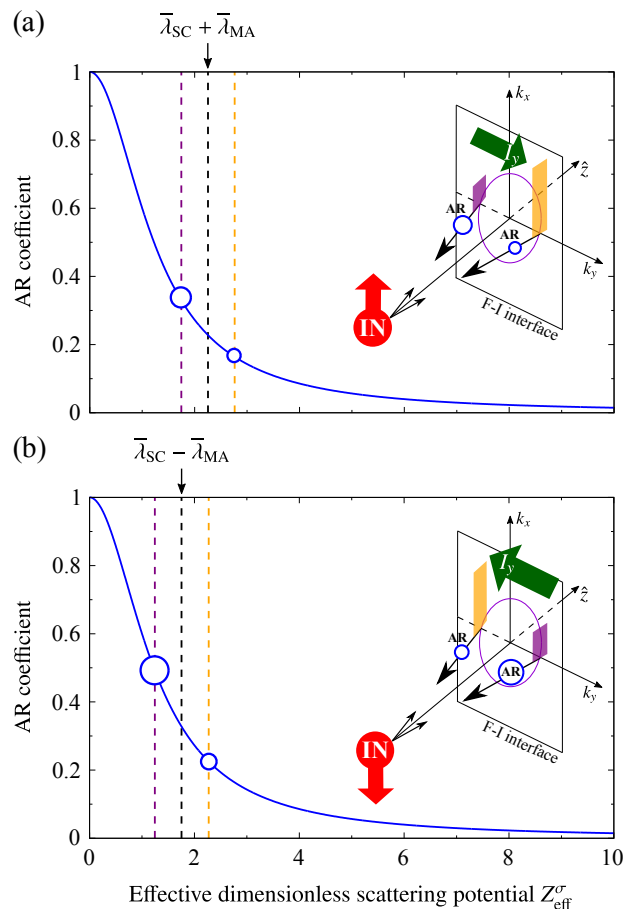 (a)
λ̅SC + λ̅MA
1
0.8
0.6
0.4
0.2
0
AR coefficient
kx
Iy
ẑ
AR
AR
ky
IN
F-I interface
(b)
λ̅SC − λ̅MA
1
0.8
0.6
0.4
0.2
0
AR coefficient
kx
Iy
ẑ
AR
AR
ky
IN
F-I interface
0 2 4 6 8 10
Effective dimensionless scattering potential Zσeff